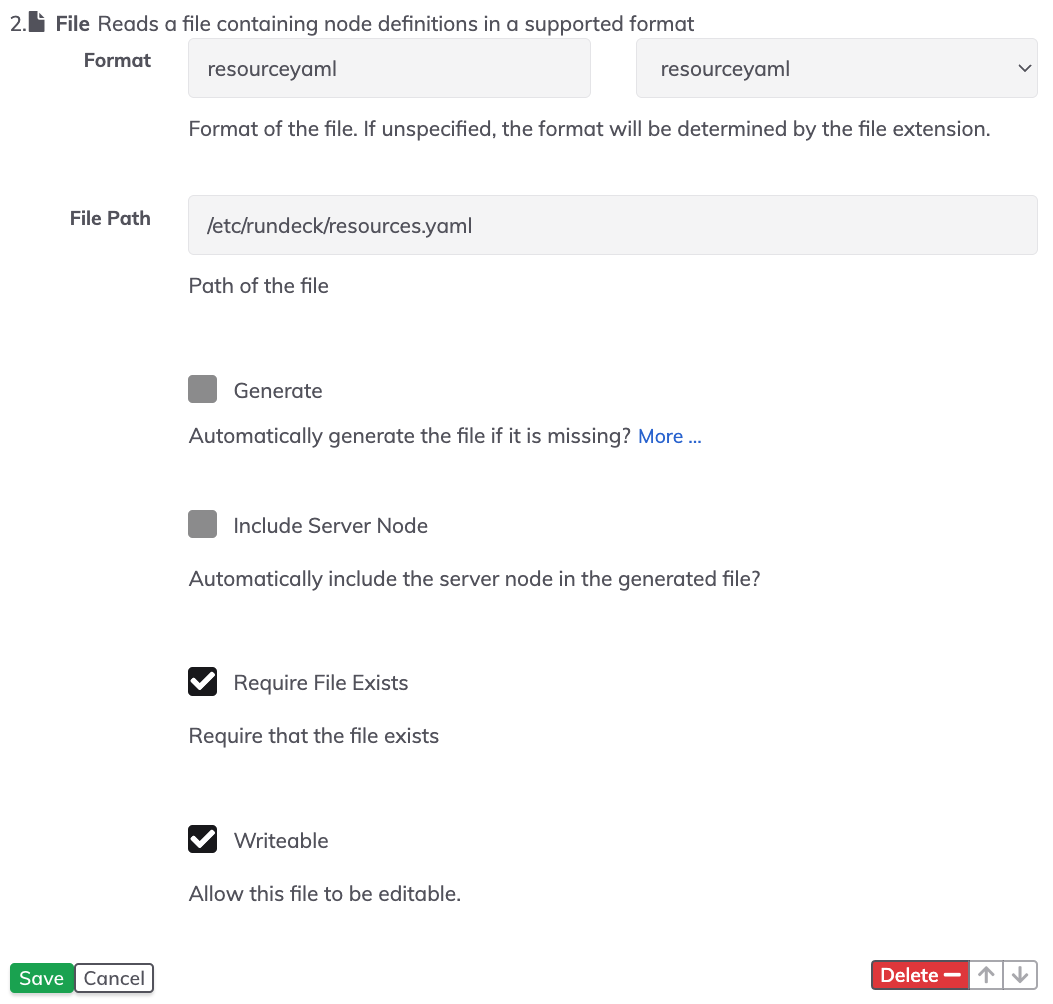 2. File Reads a file containing node definitions in a supported format
Format resourceyaml resourceyaml
Format of the file. If unspecified, the format will be determined by the file extension.
File Path /etc/rundeck/resources.yaml
Path of the file
Generate
Automatically generate the file if it is missing? More ...
Include Server Node
Automatically include the server node in the generated file?
Require File Exists
Require that the file exists
Writeable
Allow this file to be editable.
Save Cancel Delete